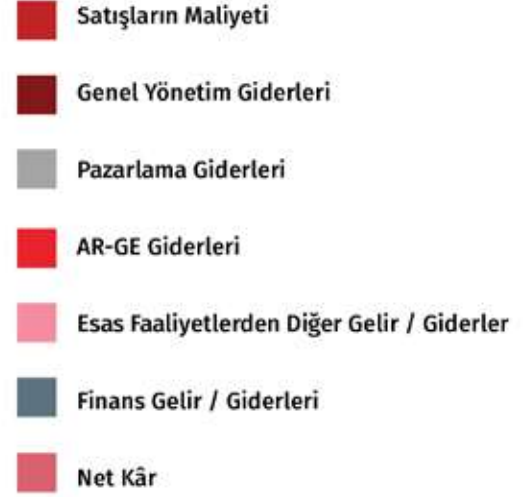 Satışların Maliyeti
Genel Yönetim Giderleri
Pazarlama Giderleri
AR-GE Giderleri
Esas Faaliyetlerden Diğer Gelir / Giderler
Finans Gelir / Giderleri
Net Kâr